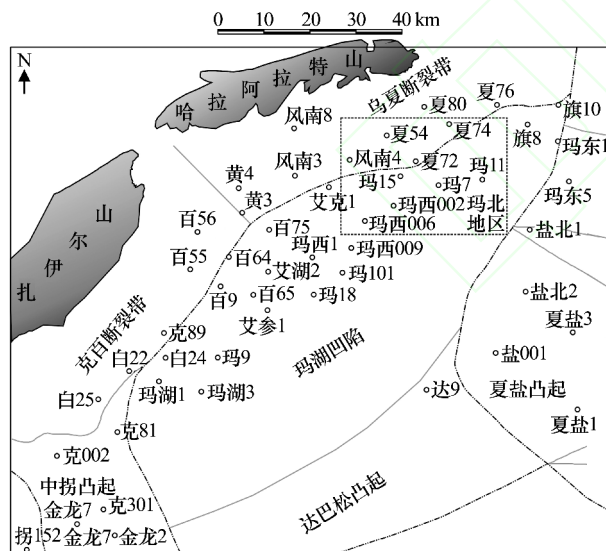 0 10 20 30 40 km
N
哈拉阿拉特山
乌夏断裂带
夏76
夏80
旗10
风南8
夏54
夏74
旗8
玛东1
风南4
夏72
玛11
风南3
玛15
玛7
玛东5
黄4
艾克1
玛西002
玛北
地区
黄3
玛西006
盐北1
扎伊尔山
百56
百75
玛西1
玛西009
百55
百64
艾湖2
玛101
百9
百65
玛18
盐北2
艾参1
夏盐3
克百断裂带
克89
玛湖凹陷
白22
白24
玛9
盐001
白25
玛湖1
玛湖3
达9
夏盐凸起
夏盐1
克81
克002
中拐凸起
克301
金龙7
达巴松凸起
拐152
金龙7
金龙2